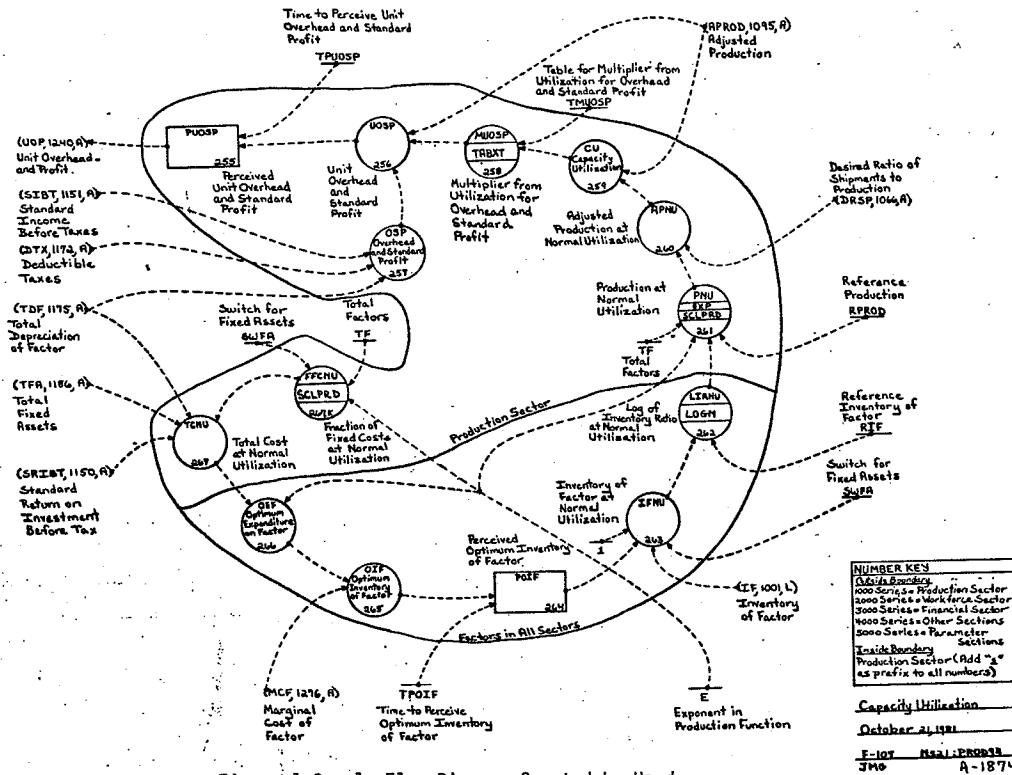 Time to Perceive Unit
Overhead and Standard
Profit
TPUOSP
(APROD,1095,A)
Adjusted
Production
Table for Multiplier from
Utilization for Overhead
and Standard Profit
TMUOSP
(UOP,1240,A)
Unit Overhead
and Profit
PUOSP
255
Perceived
Unit Overhead
and Standard
Profit
UOSP
256
Unit
Overhead
and
Standard
Profit
MUOSP
TABXT
258
Multiplier from
Utilization for
Overhead and
Standard
Profit
CU
Capacity
Utilization
259
Desired Ratio of
Shipments to
Production
(DRSP,1066,A)
APNU
260
Adjusted
Production at
Normal Utilization
(SIBT,1151,A)
Standard
Income
Before Taxes
(DTX,1172,A)
Deductible
Taxes
OSP
Overhead
and Standard
Profit
257
(TDF,1175,A)
Total
Depreciation
of Factor
Switch for
Fixed Assets
SWFA
Total
Factors
TF
Production at
Normal
Utilization
PNU
EXP
SCLPRD
261
TF
Total
Factors
Reference
Production
RPROD
(TFA,1186,A)
Total
Fixed
Assets
FFCNU
SCLPRD
Fraction of
Fixed Costs
at Normal
Utilization
TCNU
267
Total Cost
at Normal
Utilization
Production Sector
Log of
Inventory Ratio
at Normal
Utilization
LIRNU
LOGN
262
Reference
Inventory of
Factor
RIF
(SRIBT,1150,A)
Standard
Return on
Investment
Before Tax
OEF
Optimum
Expenditure
on Factor
266
Inventory of
Factor at
Normal
Utilization
1
IFNU
263
Switch for
Fixed Assets
SWFA
OIF
Optimum
Inventory
of Factor
265
Perceived
Optimum Inventory
of Factor
POIF
264
(IF,1001,L)
Inventory
of Factor
Factors in All Sectors
(MCF,1276,A)
Marginal
Cost of
Factor
TPOIF
Time to Perceive
Optimum Inventory
of Factor
E
Exponent in
Production Function
NUMBER KEY
Outside Boundary
1000 Series = Production Sector
2000 Series = Workforce Sector
3000 Series = Financial Sector
4000 Series = Other Sections
5000 Series = Parameter
Sections
Inside Boundary
Production Sector (Add "1"
as prefix to all numbers)
Capacity Utilization
October 21, 1981
F-107
JMG A-1874